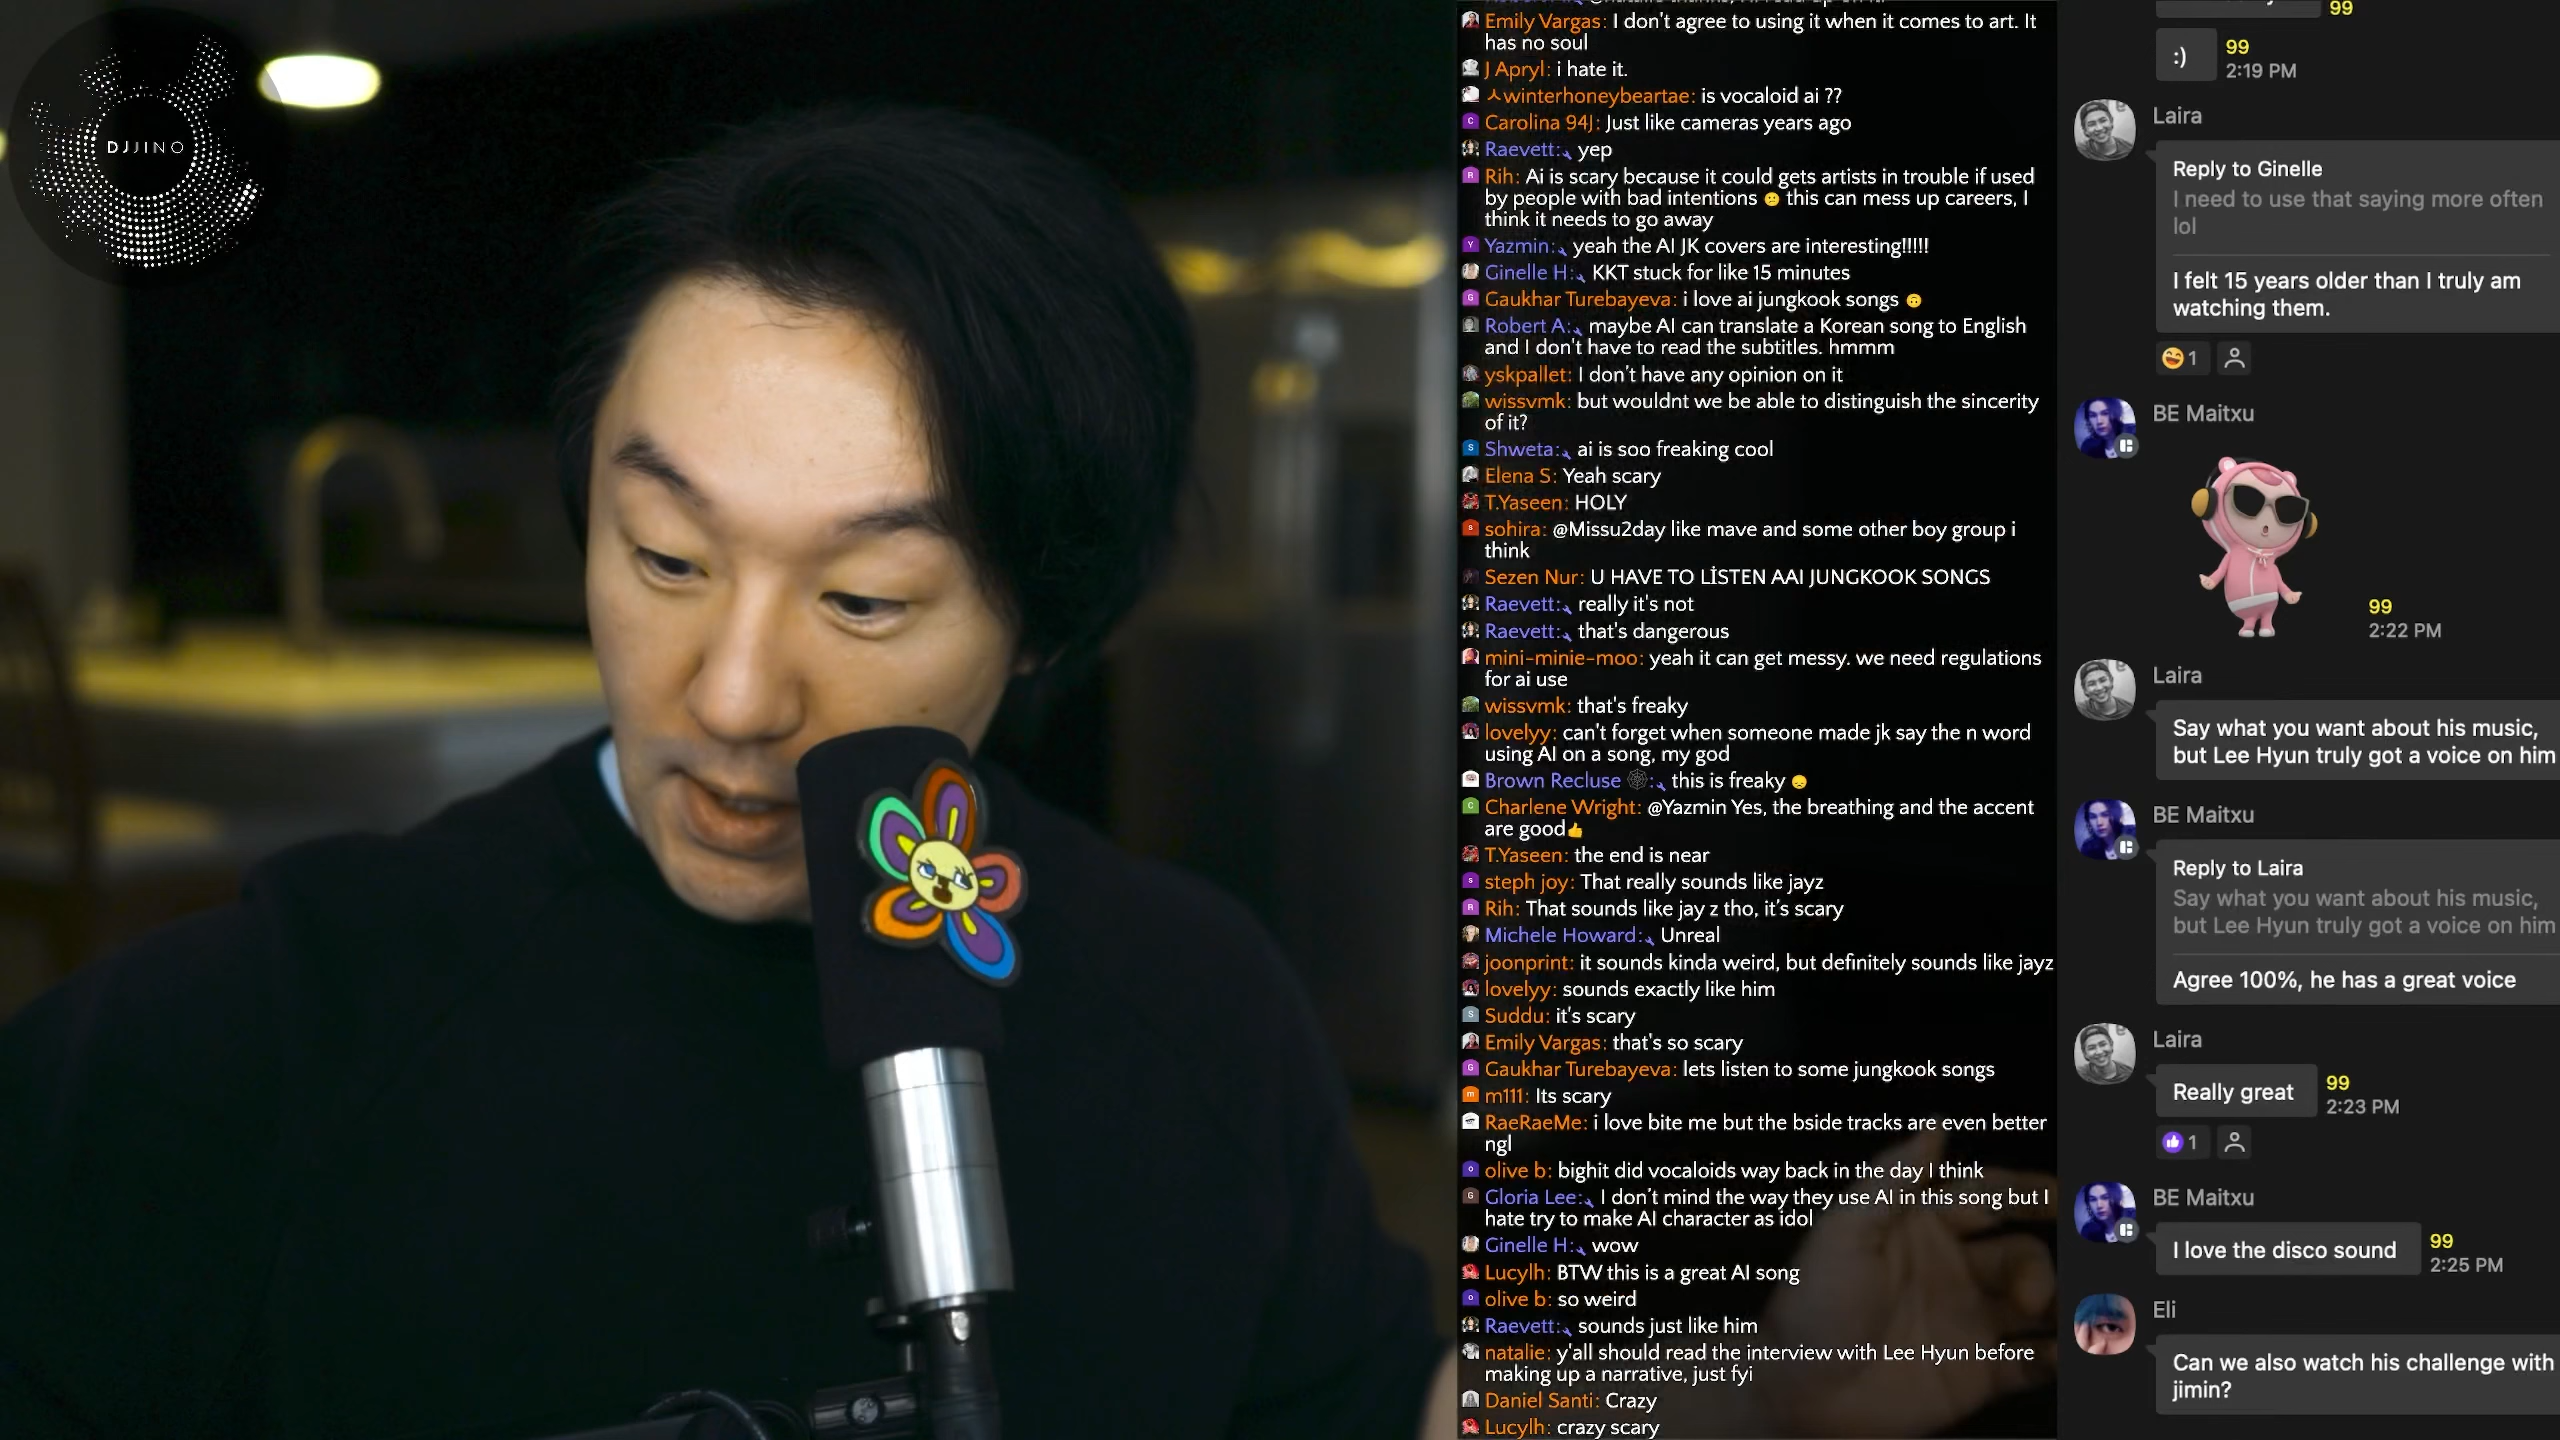 DJJINO
Emily Vargas: I don't agree to using it when it comes to art. It
has no soul
J Apryl: i hate it.
ㅅwinterhoneybeartae: is vocaloid ai ??
Carolina 94J: Just like cameras years ago
Raevett: yep
Rih: Ai is scary because it could gets artists in trouble if used
by people with bad intentions 🙁 this can mess up careers, I
think it needs to go away
Yazmin: yeah the AI JK covers are interesting!!!!!
Ginelle H: KKT stuck for like 15 minutes
Gaukhar Turebayeva: i love ai jungkook songs 🙃
Robert A: maybe AI can translate a Korean song to English
and I don't have to read the subtitles. hmmm
yskpallet: I don't have any opinion on it
wissvmk: but wouldnt we be able to distinguish the sincerity
of it?
Shweta: ai is soo freaking cool
Elena S: Yeah scary
T.Yaseen: HOLY
sohira: @Missu2day like mave and some other boy group i
think
Sezen Nur: U HAVE TO LİSTEN AAI JUNGKOOK SONGS
Raevett: really it's not
Raevett: that's dangerous
mini-minie-moo: yeah it can get messy. we need regulations
for ai use
wissvmk: that's freaky
lovelyy: can't forget when someone made jk say the n word
using AI on a song, my god
Brown Recluse 🕸: this is freaky 😞
Charlene Wright: @Yazmin Yes, the breathing and the accent
are good👍
T.Yaseen: the end is near
steph joy: That really sounds like jayz
Rih: That sounds like jay z tho, it's scary
Michele Howard: Unreal
joonprint: it sounds kinda weird, but definitely sounds like jayz
lovelyy: sounds exactly like him
Suddu: it's scary
Emily Vargas: that's so scary
Gaukhar Turebayeva: lets listen to some jungkook songs
m111: Its scary
RaeRaeMe: i love bite me but the bside tracks are even better
ngl
olive b: bighit did vocaloids way back in the day I think
Gloria Lee: I don't mind the way they use AI in this song but I
hate try to make AI character as idol
Ginelle H: wow
Lucylh: BTW this is a great AI song
olive b: so weird
Raevett: sounds just like him
natalie: y'all should read the interview with Lee Hyun before
making up a narrative, just fyi
Daniel Santi: Crazy
Lucylh: crazy scary
99
:)
99
2:19 PM
Laira
Reply to Ginelle
I need to use that saying more often
lol
I felt 15 years older than I truly am
watching them.
😄 1
BE Maitxu
99
2:22 PM
Laira
Say what you want about his music,
but Lee Hyun truly got a voice on him
BE Maitxu
Reply to Laira
Say what you want about his music,
but Lee Hyun truly got a voice on him
Agree 100%, he has a great voice
Laira
Really great
99
2:23 PM
👍 1
BE Maitxu
I love the disco sound
99
2:25 PM
Eli
Can we also watch his challenge with
jimin?